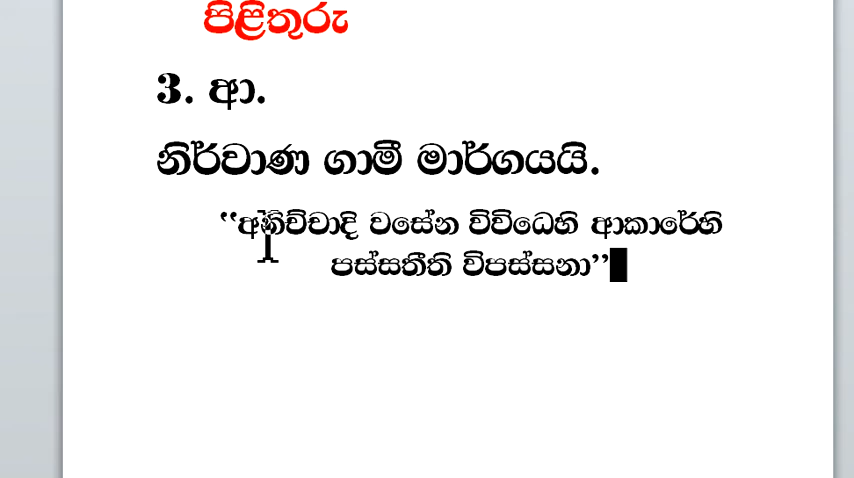 පිළිතුරු
3. ආ.
නිර්වාණ ගාමී මාර්ගයයි.
“අනිච්චාදි වසේන විවිධෙහි ආකාරේහි
පස්සතීති විපස්සනා”